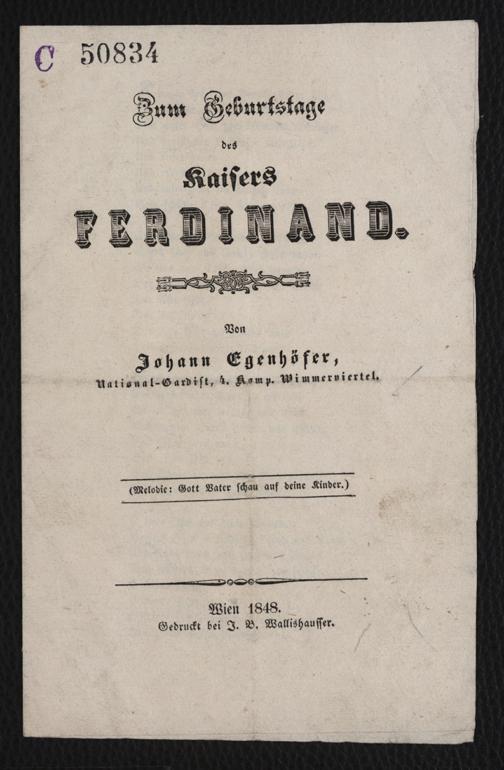 C 50834
Zum Geburtstage
des
Kaisers
FERDINAND.
Von
Johann Egenhöfer,
National-Gardist, 4. Komp. Wimmerviertel.
(Melodie: Gott Vater schau auf deine Kinder.)
Wien 1848.
Gedruckt bei J. B. Wallishausser.